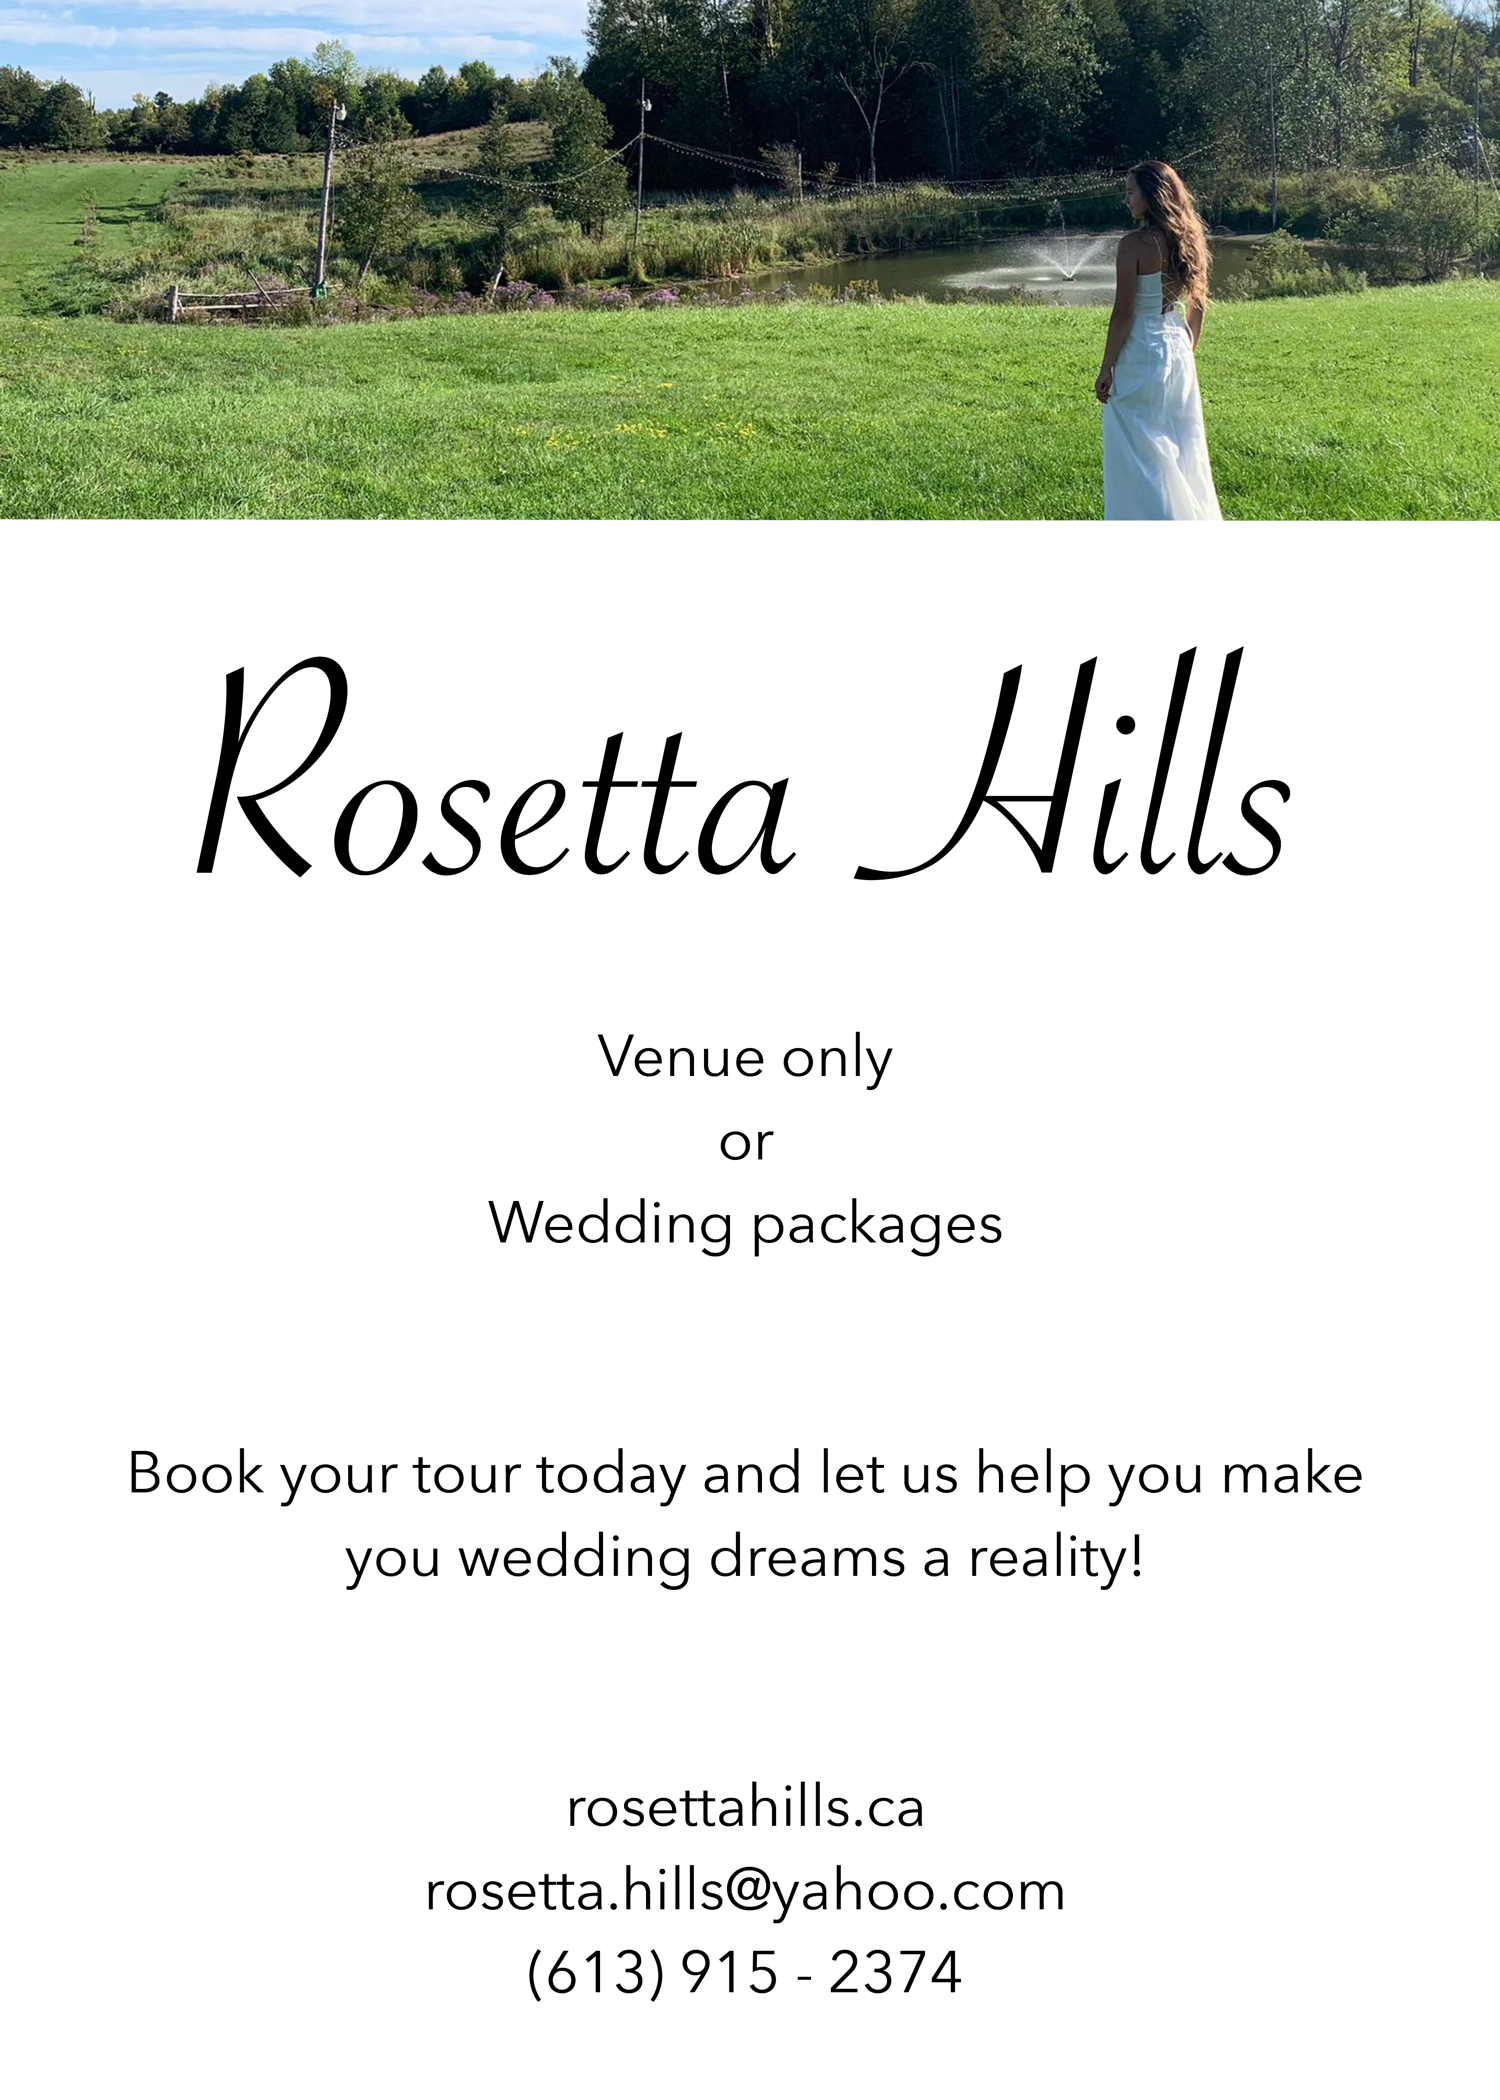 Rosetta Hills
Venue only
or
Wedding packages
Book your tour today and let us help you make
you wedding dreams a reality!
rosettahills.ca
rosetta.hills@yahoo.com
(613) 915 - 2374